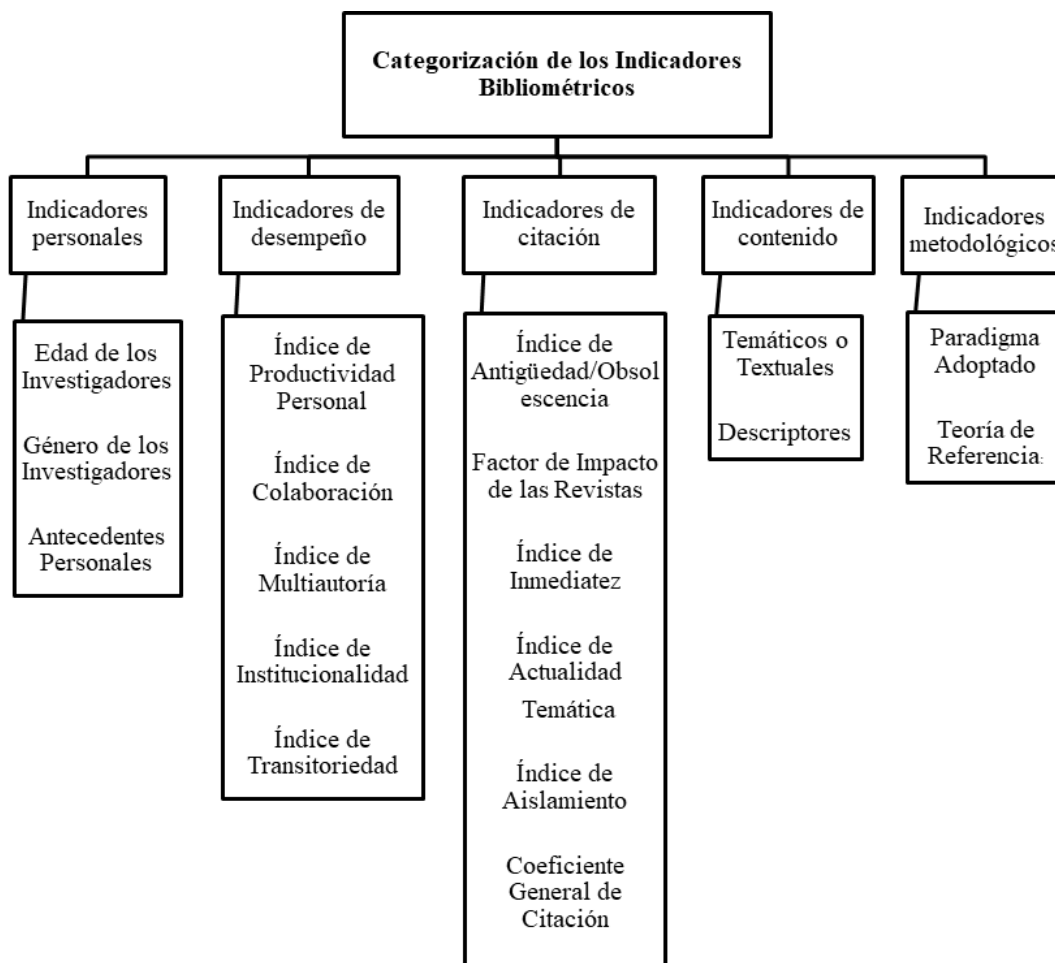 Categorización de los Indicadores
Bibliométricos
Indicadores
personales
Indicadores de
desempeño
Indicadores de
citación
Indicadores de
contenido
Indicadores
metodológicos
Edad de los
Investigadores
Género de los
Investigadores
Antecedentes
Personales
Índice de
Productividad
Personal
Índice de
Colaboración
Índice de
Multiautoría
Índice de
Institucionalidad
Índice de
Transitoriedad
Índice de
Antigüedad/Obsol
escencia
Factor de Impacto
de las Revistas
Índice de
Inmediatez
Índice de
Actualidad
Temática
Índice de
Aislamiento
Coeficiente
General de
Citación
Temáticos o
Textuales
Descriptores
Paradigma
Adoptado
Teoría de
Referencia: